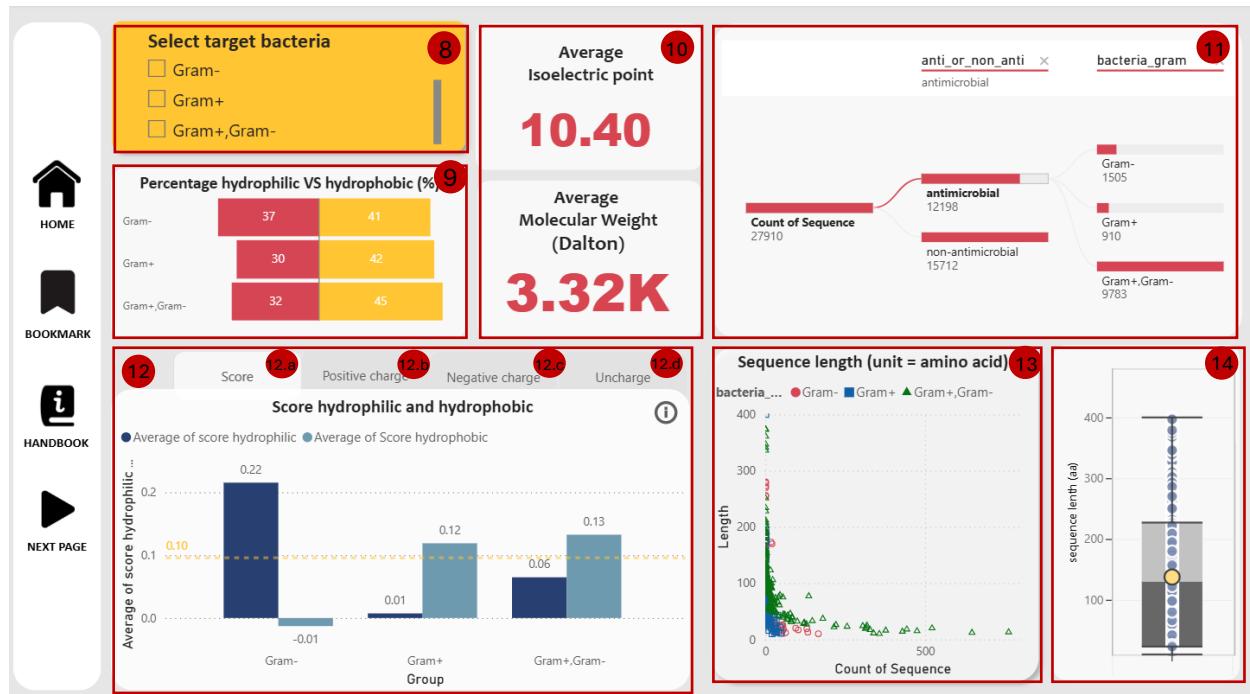 HOME
BOOKMARK
HANDBOOK
NEXT PAGE
Select target bacteria
8
Gram-
Gram+
Gram+,Gram-
Percentage hydrophilic VS hydrophobic (%)
9
Gram-
37
41
Gram+
30
42
Gram+,Gram-
32
45
Average
Isoelectric point
10
10.40
Average
Molecular Weight
(Dalton)
3.32K
11
anti_or_non_anti
antimicrobial
bacteria_gram
Count of Sequence
27910
antimicrobial
12198
non-antimicrobial
15712
Gram-
1505
Gram+
910
Gram+,Gram-
9783
12
Score
12.a
Positive charge
12.b
Negative charge
12.c
Uncharge
12.d
Score hydrophilic and hydrophobic
Average of score hydrophilic
Average of Score hydrophobic
Average of score hydrophilic ...
0.2
0.1
0.0
0.10
0.22
-0.01
0.01
0.12
0.06
0.13
Gram-
Gram+
Gram+,Gram-
Group
Sequence length (unit = amino acid)
13
bacteria_...
Gram-
Gram+
Gram+,Gram-
Length
400
300
200
100
0
0
500
Count of Sequence
14
sequence lenth (aa)
400
300
200
100